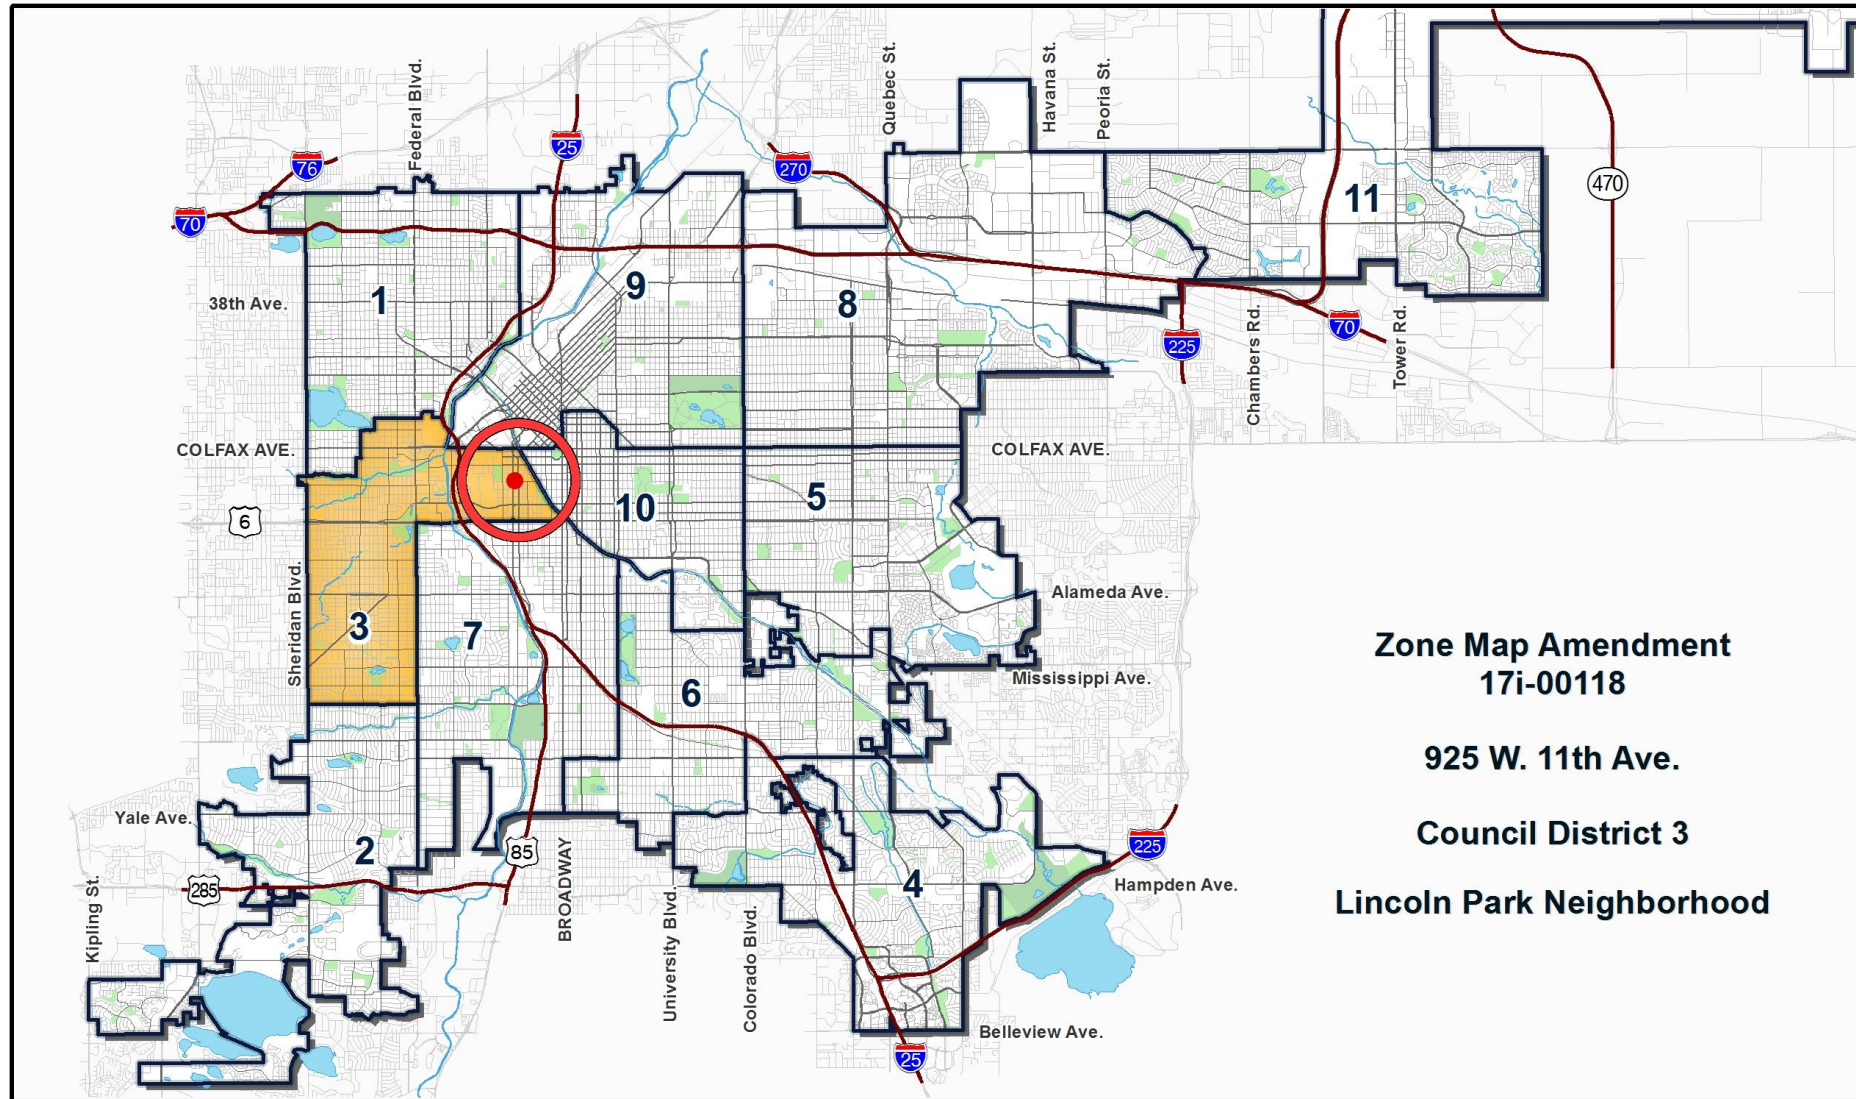 Federal Blvd.
Quebec St.
Havana St.
Peoria St.
25
76
270
70
470
11
1
9
8
38th Ave.
225
70
Chambers Rd.
Tower Rd.
COLFAX AVE.
COLFAX AVE.
6
10
5
Sheridan Blvd.
3
7
Alameda Ave.
Mississippi Ave.
6
Zone Map Amendment
17i-00118
925 W. 11th Ave.
Council District 3
Lincoln Park Neighborhood
Yale Ave.
2
85
225
285
4
Hampden Ave.
Kipling St.
BROADWAY
University Blvd.
Colorado Blvd.
Belleview Ave.
25